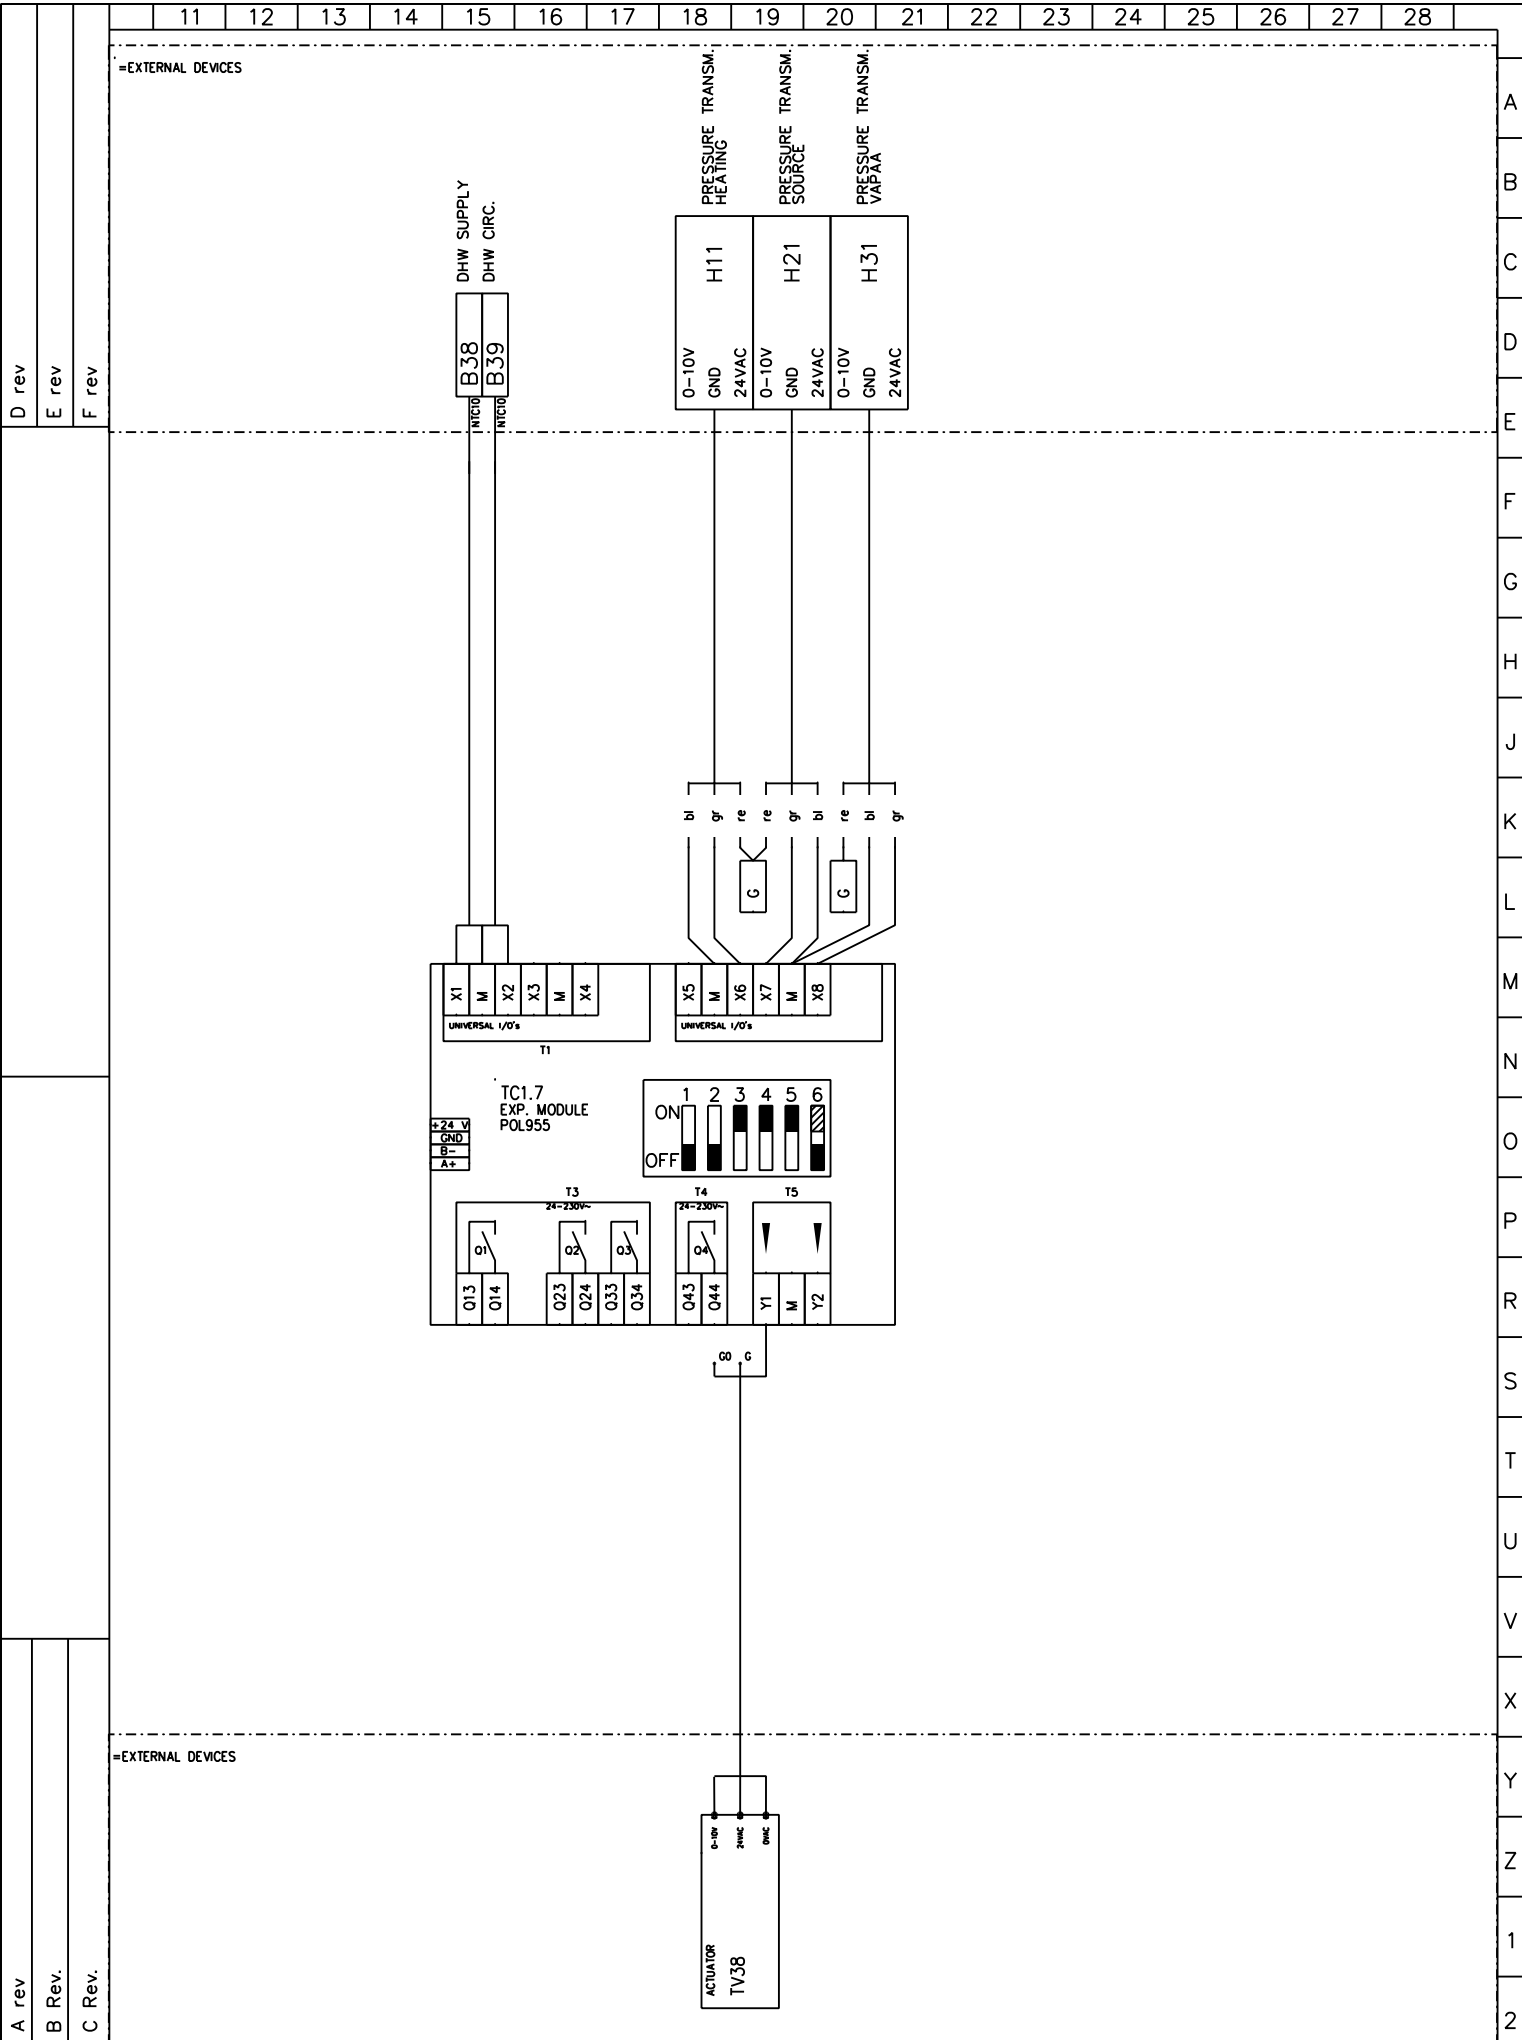 11 12 13 14 15 16 17 18 19 20 21 22 23 24 25 26 27 28
=EXTERNAL DEVICES
A
B
C
D
E
F
G
H
J
K
L
M
N
O
P
R
S
T
U
V
X
Y
Z
1
2
D rev
E rev
F rev
A rev
B Rev.
C Rev.
DHW SUPPLY
DHW CIRC.
B38
B39
NTC10
NTC10
PRESSURE TRANSM.
HEATING
PRESSURE TRANSM.
SOURCE
PRESSURE TRANSM.
VAPAA
H11
H21
H31
0-10V
GND
24VAC
0-10V
GND
24VAC
0-10V
GND
24VAC
bl
gr
re
re
gr
bl
re
bl
gr
G
G
X1
M
X2
X3
M
X4
UNIVERSAL I/O's
T1
X5
M
X6
X7
M
X8
UNIVERSAL I/O's
TC1.7
EXP. MODULE
POL955
+24 V
GND
B-
A+
1 2 3 4 5 6
ON
OFF
T3
24-230V~
T4
24-230V~
T5
Q1
Q2
Q3
Q4
Q13
Q14
Q23
Q24
Q33
Q34
Q43
Q44
Y1
M
Y2
G0 G
=EXTERNAL DEVICES
0-10V
24VAC
0VAC
ACTUATOR
TV38